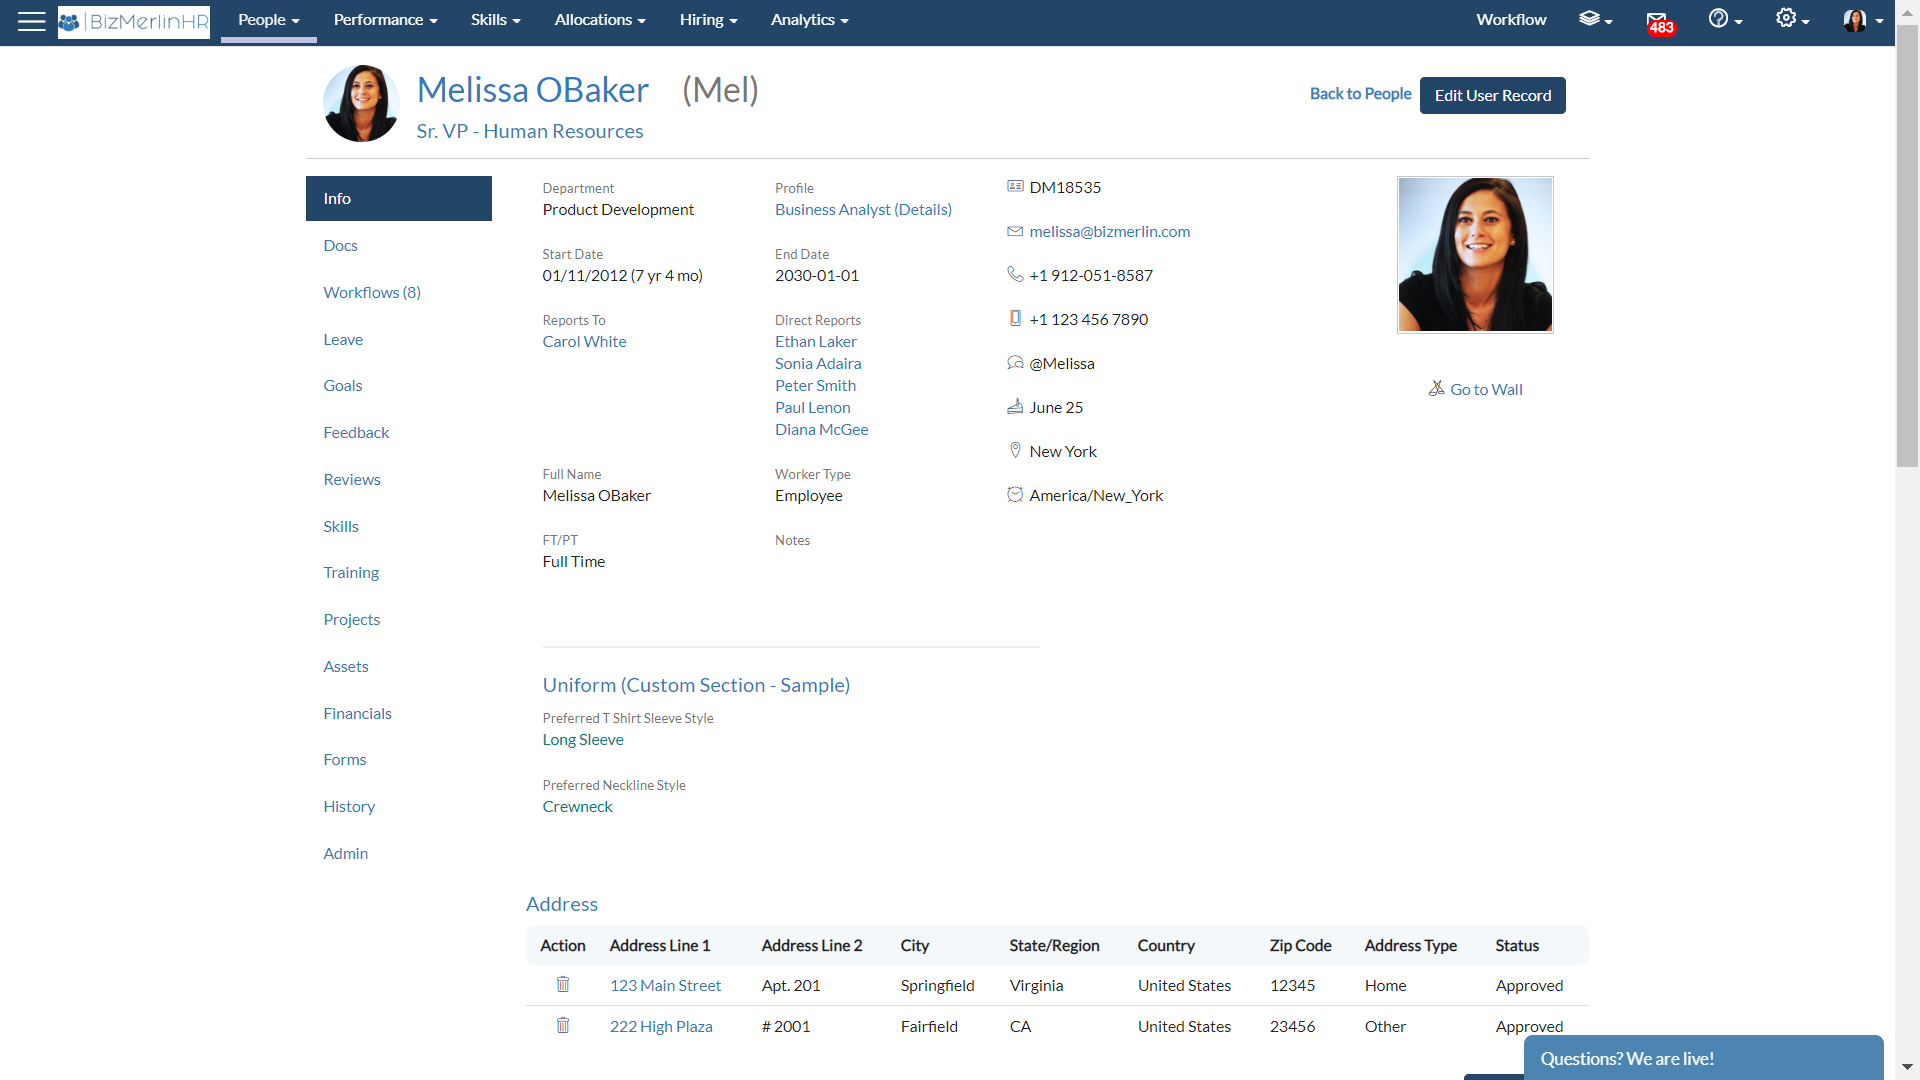 BizMerlinHR
People
Performance
Skills
Allocations
Hiring
Analytics
Workflow
483
Melissa OBaker (Mel)
Sr. VP - Human Resources
Back to People
Edit User Record
Info
Docs
Workflows (8)
Leave
Goals
Feedback
Reviews
Skills
Training
Projects
Assets
Financials
Forms
History
Admin
Department
Product Development
Profile
Business Analyst (Details)
Start Date
01/11/2012 (7 yr 4 mo)
End Date
2030-01-01
Reports To
Carol White
Direct Reports
Ethan Laker
Sonia Adaira
Peter Smith
Paul Lenon
Diana McGee
Full Name
Melissa OBaker
Worker Type
Employee
FT/PT
Full Time
Notes
DM18535
melissa@bizmerlin.com
+1 912-051-8587
+1 123 456 7890
@Melissa
June 25
New York
America/New_York
Go to Wall
Uniform (Custom Section - Sample)
Preferred T Shirt Sleeve Style
Long Sleeve
Preferred Neckline Style
Crewneck
Address
Action Address Line 1 Address Line 2 City State/Region Country Zip Code Address Type Status
123 Main Street Apt. 201 Springfield Virginia United States 12345 Home Approved
222 High Plaza # 2001 Fairfield CA United States 23456 Other Approved
Questions? We are live!